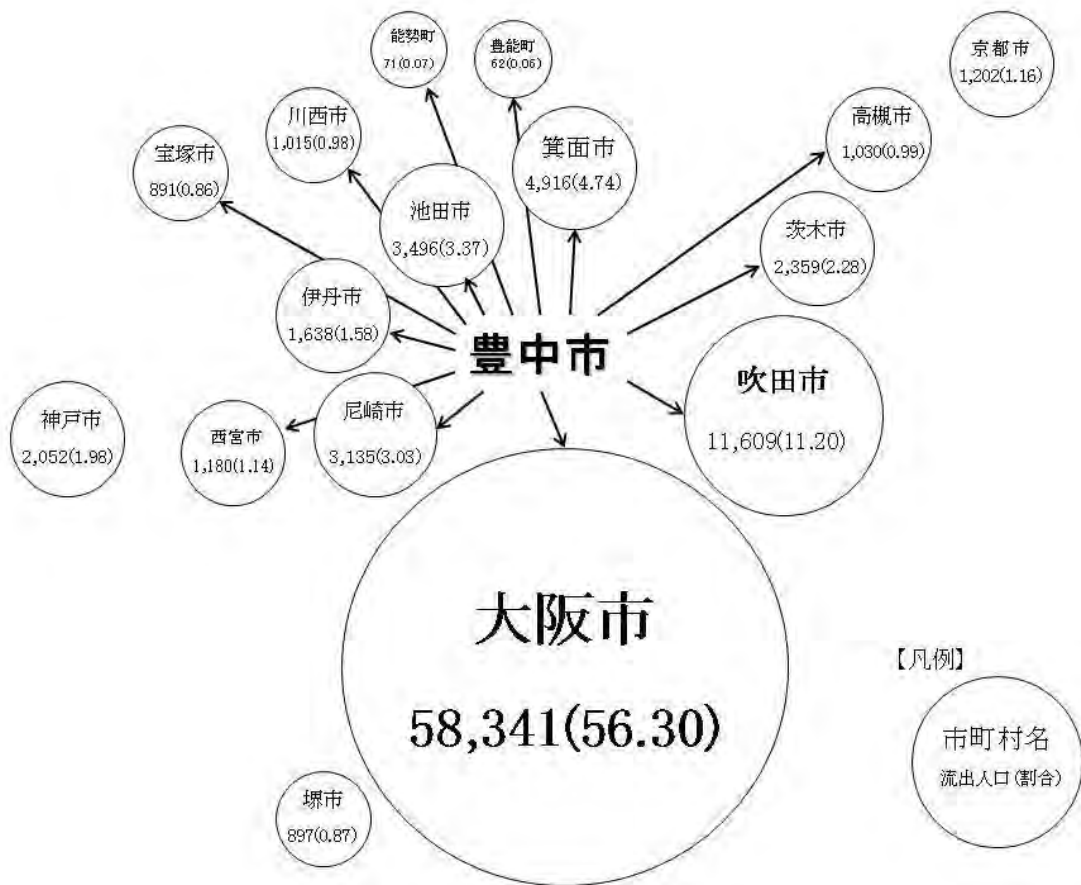 能勢町
71(0.07)
豊能町
62(0.06)
京都市
1,202(1.16)
川西市
1,015(0.98)
箕面市
4,916(4.74)
高槻市
1,030(0.99)
宝塚市
891(0.86)
池田市
3,496(3.37)
茨木市
2,359(2.28)
伊丹市
1,638(1.58)
豊中市
吹田市
11,609(11.20)
神戸市
2,052(1.98)
西宮市
1,180(1.14)
尼崎市
3,135(3.03)
大阪市
58,341(56.30)
【凡例】
市町村名
流出人口(割合)
堺市
897(0.87)